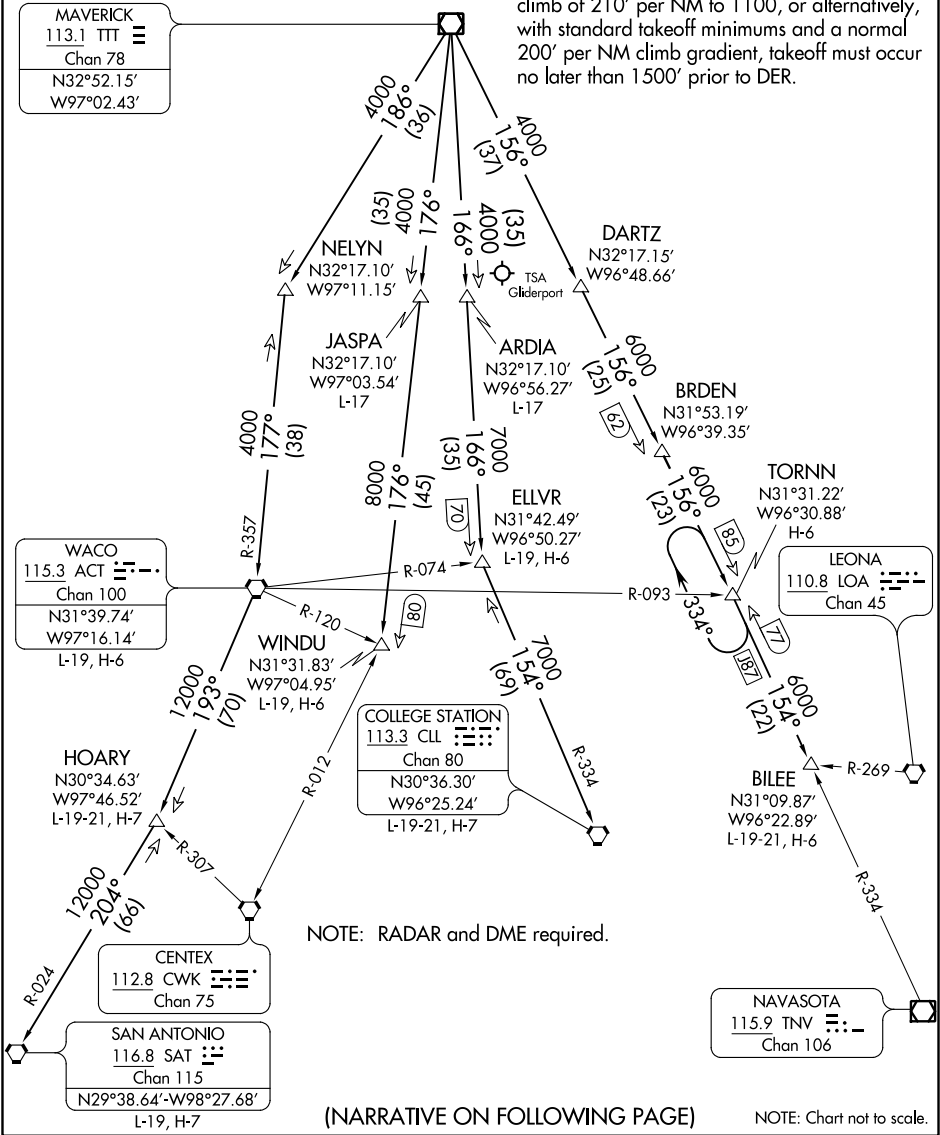 climb of 210' per NM to 1100, or alternatively,
with standard takeoff minimums and a normal
200' per NM climb gradient, takeoff must occur
no later than 1500' prior to DER.
MAVERICK
113.1 TTT
Chan 78
N32°52.15'
W97°02.43'
4000
186°
(36)
(35)
4000
176°
166°
4000
(35)
4000
156°
(37)
NELYN
N32°17.10'
W97°11.15'
TSA
Gliderport
DARTZ
N32°17.15'
W96°48.66'
JASPA
N32°17.10'
W97°03.54'
L-17
ARDIA
N32°17.10'
W96°56.27'
L-17
6000
156°
(25)
62
BRDEN
N31°53.19'
W96°39.35'
4000
177°
(38)
R-357
8000
176°
(45)
7000
166°
(35)
70
ELLVR
N31°42.49'
W96°50.27'
L-19, H-6
6000
156°
(23)
85
TORNN
N31°31.22'
W96°30.88'
H-6
WACO
115.3 ACT
Chan 100
N31°39.74'
W97°16.14'
L-19, H-6
R-074
R-093
R-120
80
WINDU
N31°31.83'
W97°04.95'
L-19, H-6
334°
77
J87
LEONA
110.8 LOA
Chan 45
12000
193°
(70)
7000
154°
(69)
R-334
6000
154°
(22)
COLLEGE STATION
113.3 CLL
Chan 80
N30°36.30'
W96°25.24'
L-19-21, H-7
HOARY
N30°34.63'
W97°46.52'
L-19-21, H-7
R-012
R-307
BILEE
N31°09.87'
W96°22.89'
L-19-21, H-6
R-269
R-334
12000
204°
(66)
R-024
NOTE: RADAR and DME required.
CENTEX
112.8 CWK
Chan 75
NAVASOTA
115.9 TNV
Chan 106
SAN ANTONIO
116.8 SAT
Chan 115
N29°38.64'-W98°27.68'
L-19, H-7
(NARRATIVE ON FOLLOWING PAGE)
NOTE: Chart not to scale.